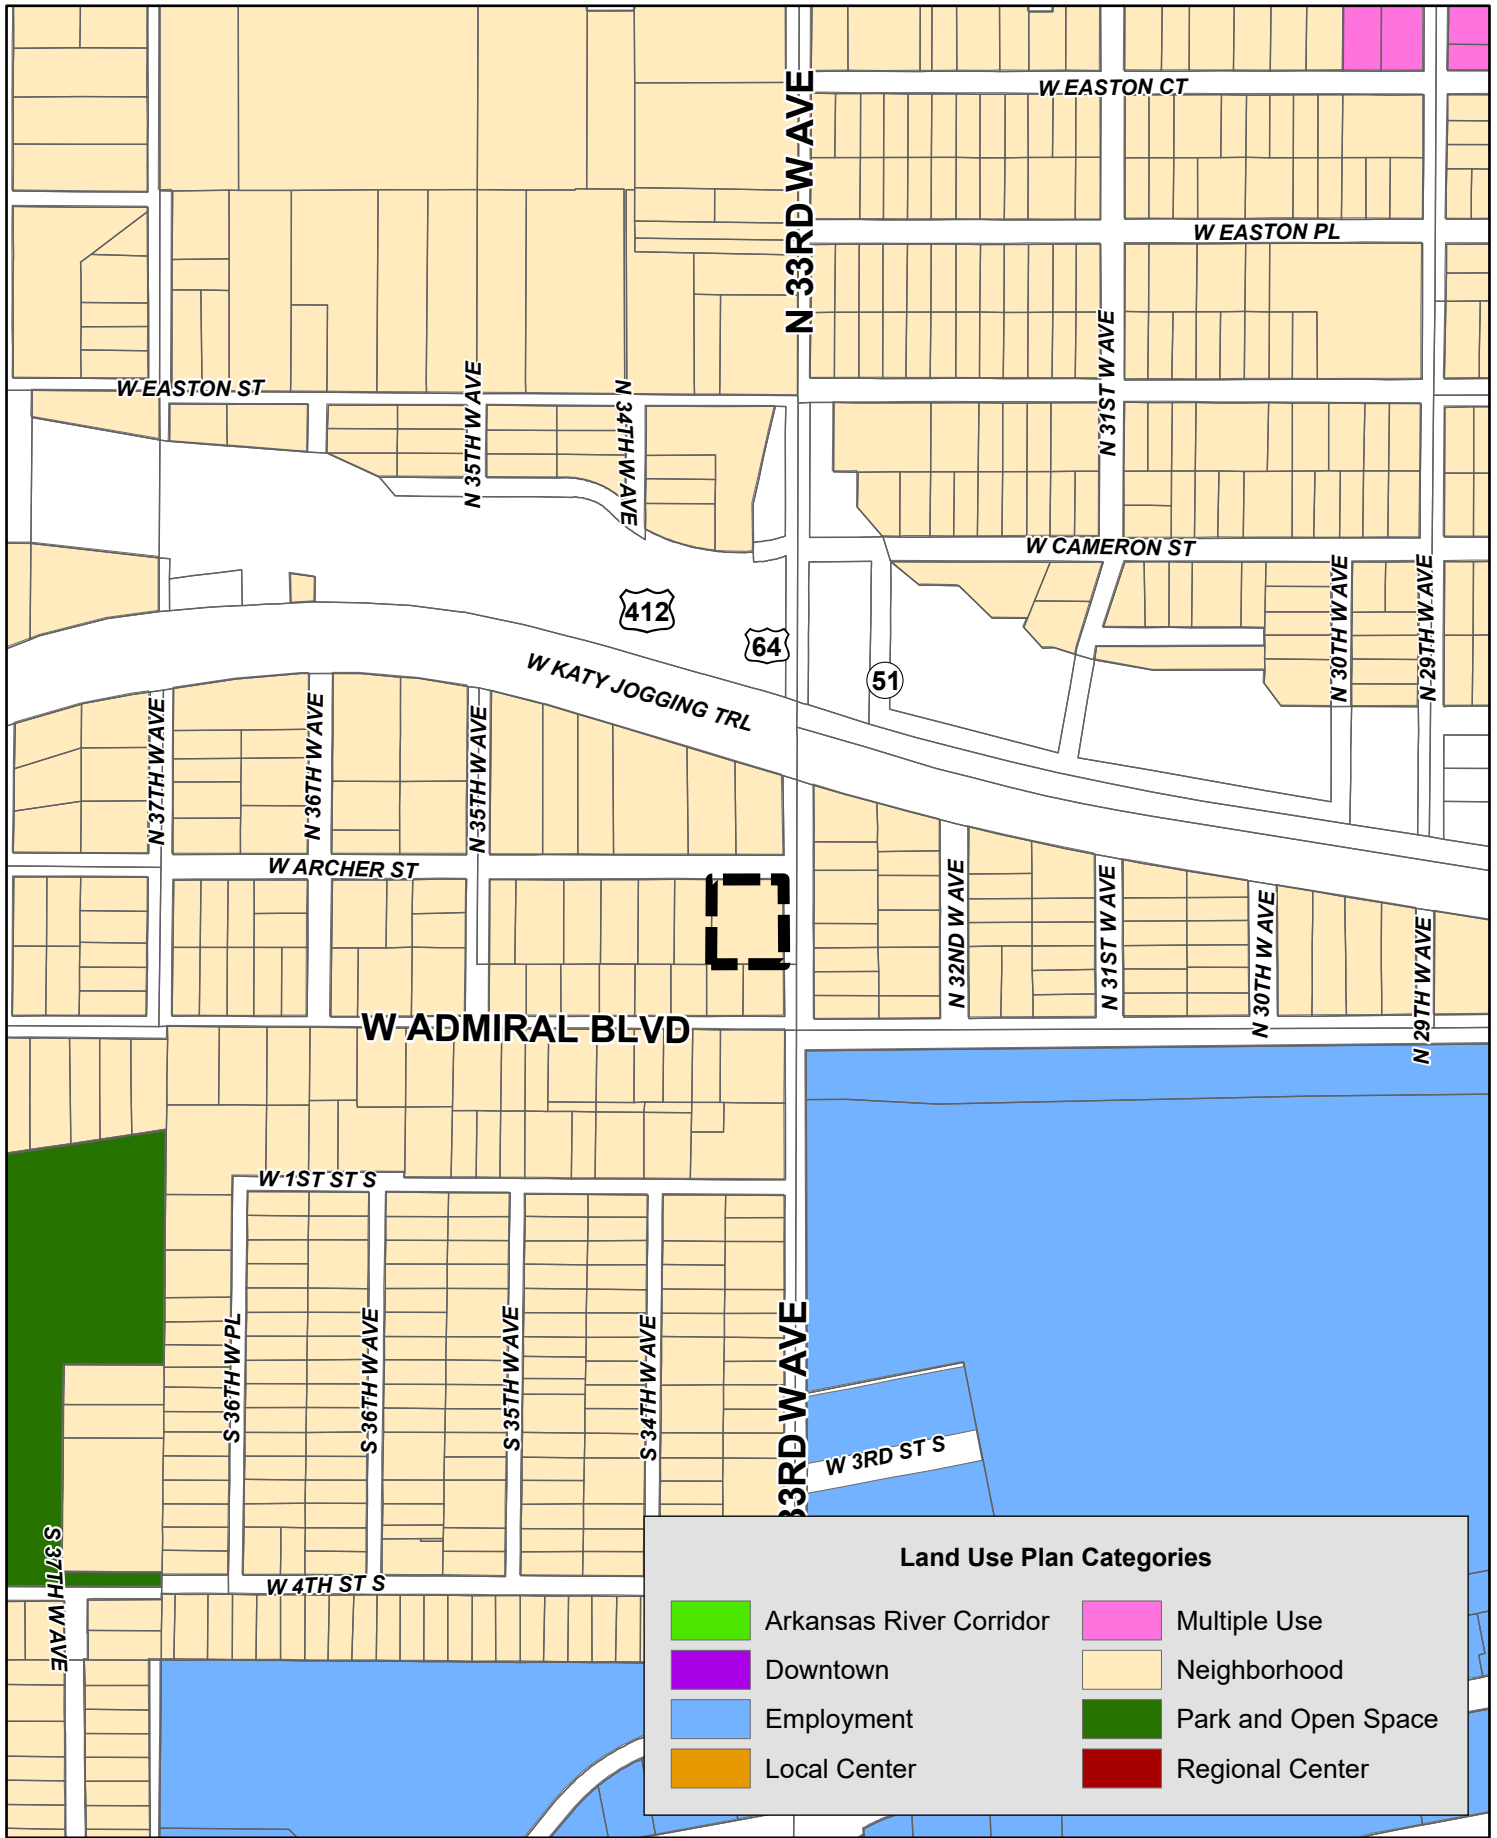 W EASTON CT
N 33RD W AVE
W EASTON PL
N 31ST W AVE
W EASTON ST
N 35TH W AVE
N 34TH W AVE
W CAMERON ST
N 30TH W AVE
N 29TH W AVE
412
64
51
W KATY JOGGING TRL
N 37TH W AVE
N 36TH W AVE
N 35TH W AVE
W ARCHER ST
N 32ND W AVE
N 31ST W AVE
N 30TH W AVE
N 29TH W AVE
W ADMIRAL BLVD
W 1ST ST S
S 36TH W PL
S 36TH W AVE
S 35TH W AVE
S 34TH W AVE
33RD W AVE
W 3RD ST S
S 37TH W AVE
W 4TH ST S
Land Use Plan Categories
Arkansas River Corridor
Downtown
Employment
Local Center
Multiple Use
Neighborhood
Park and Open Space
Regional Center